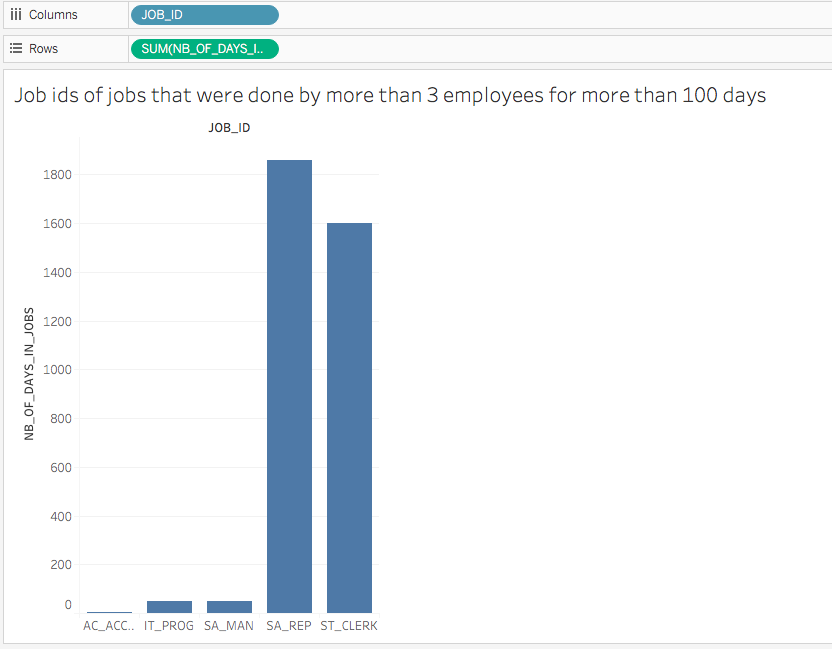 Columns
JOB_ID
Rows
SUM(NB_OF_DAYS_I..
Job ids of jobs that were done by more than 3 employees for more than 100 days
JOB_ID
1800
1600
1400
1200
1000
800
600
400
200
0
NB_OF_DAYS_IN_JOBS
AC_ACC.. IT_PROG SA_MAN SA_REP ST_CLERK